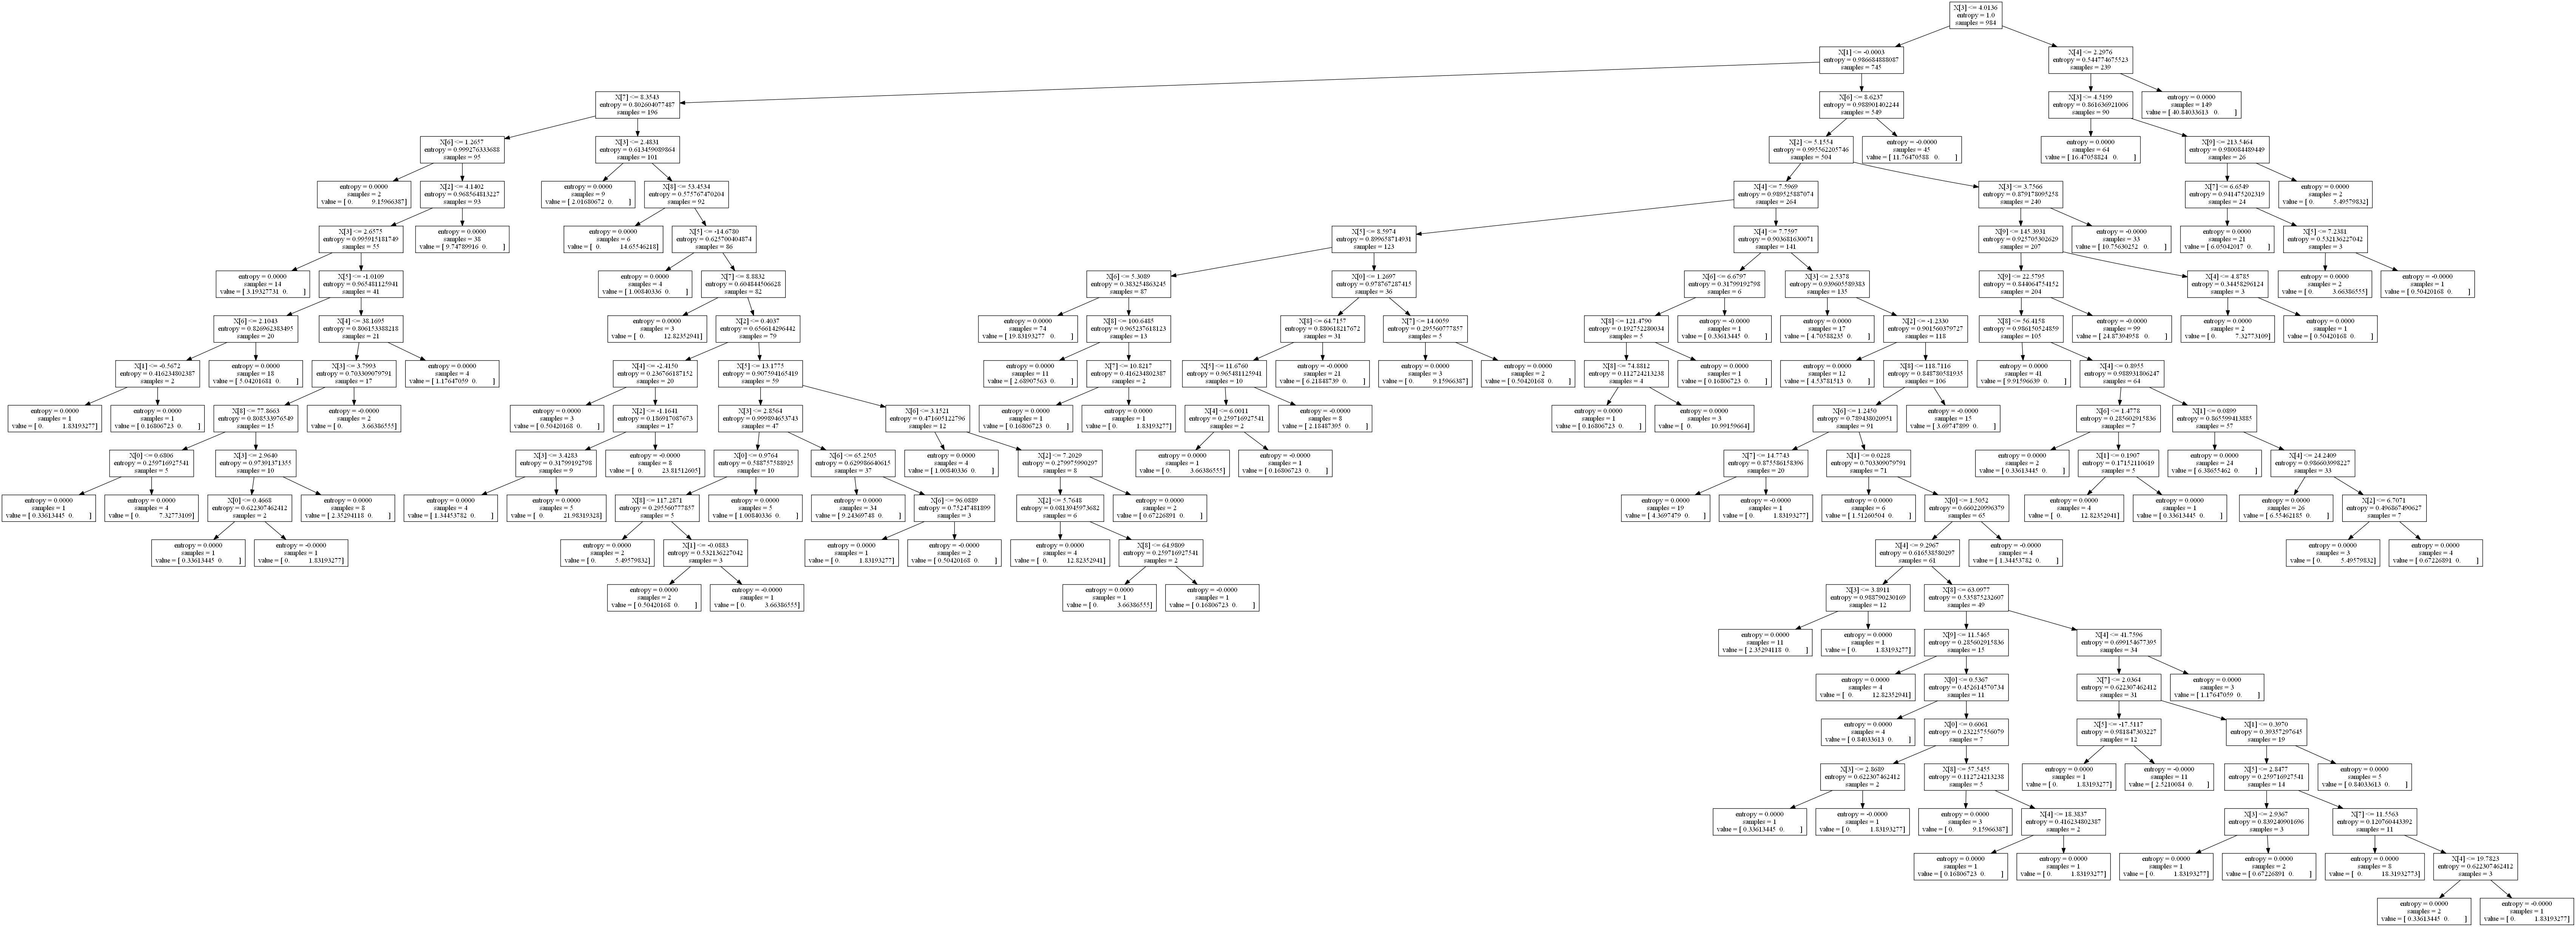 X[3] <= 4.0136
entropy = 1.0
samples = 984
X[1] <= -0.0003
entropy = 0.986684888087
samples = 745
X[4] <= 2.2976
entropy = 0.544774675523
samples = 239
X[7] <= 8.3543
entropy = 0.802604077487
samples = 196
X[6] <= 8.6237
entropy = 0.988901402244
samples = 549
X[3] <= 4.5199
entropy = 0.861636921006
samples = 90
entropy = 0.0000
samples = 149
value = [ 40.84033613 0. ]
X[6] <= 1.2657
entropy = 0.999276333688
samples = 95
X[3] <= 2.4831
entropy = 0.613459089864
samples = 101
X[2] <= 5.1554
entropy = 0.995562205746
samples = 504
entropy = -0.0000
samples = 45
value = [ 11.76470588 0. ]
entropy = 0.0000
samples = 64
value = [ 16.47058824 0. ]
X[9] <= 213.5464
entropy = 0.980084489449
samples = 26
entropy = 0.0000
samples = 2
value = [ 0. 9.15966387]
X[2] <= 4.1402
entropy = 0.968564813227
samples = 93
entropy = 0.0000
samples = 9
value = [ 2.01680672 0. ]
X[8] <= 53.4534
entropy = 0.575767470204
samples = 92
X[4] <= 7.5969
entropy = 0.989525887074
samples = 264
X[3] <= 3.7566
entropy = 0.879178095258
samples = 240
X[7] <= 6.6549
entropy = 0.941475202319
samples = 24
entropy = 0.0000
samples = 2
value = [ 0. 5.49579832]
X[3] <= 2.6575
entropy = 0.995915181749
samples = 55
entropy = 0.0000
samples = 38
value = [ 9.74789916 0. ]
entropy = 0.0000
samples = 6
value = [ 0. 14.65546218]
X[5] <= -14.6780
entropy = 0.625700404874
samples = 86
X[5] <= 8.5974
entropy = 0.899658714931
samples = 123
X[4] <= 7.7597
entropy = 0.903681630071
samples = 141
X[9] <= 145.3931
entropy = 0.925705302629
samples = 207
entropy = -0.0000
samples = 33
value = [ 10.75630252 0. ]
entropy = 0.0000
samples = 21
value = [ 6.05042017 0. ]
X[5] <= 7.2381
entropy = 0.532136227042
samples = 3
entropy = 0.0000
samples = 14
value = [ 3.19327731 0. ]
X[5] <= -1.0109
entropy = 0.965481125941
samples = 41
entropy = 0.0000
samples = 4
value = [ 1.00840336 0. ]
X[7] <= 8.8832
entropy = 0.604844506628
samples = 82
X[6] <= 5.3089
entropy = 0.383254863245
samples = 87
X[0] <= 1.2697
entropy = 0.978767287415
samples = 36
X[6] <= 6.6797
entropy = 0.31799192798
samples = 6
X[3] <= 2.5378
entropy = 0.939605589383
samples = 135
X[9] <= 22.5795
entropy = 0.844064754152
samples = 204
X[4] <= 4.8785
entropy = 0.34458296124
samples = 3
entropy = 0.0000
samples = 2
value = [ 0. 3.66386555]
entropy = -0.0000
samples = 1
value = [ 0.50420168 0. ]
X[6] <= 2.1043
entropy = 0.826962383495
samples = 20
X[4] <= 38.1695
entropy = 0.806153388218
samples = 21
entropy = 0.0000
samples = 3
value = [ 0. 12.82352941]
X[2] <= 0.4037
entropy = 0.656614296442
samples = 79
entropy = 0.0000
samples = 74
value = [ 19.83193277 0. ]
X[8] <= 100.6485
entropy = 0.965237618123
samples = 13
X[8] <= 64.7157
entropy = 0.880618217672
samples = 31
X[7] <= 14.0059
entropy = 0.295560777857
samples = 5
X[8] <= 121.4790
entropy = 0.192752280034
samples = 5
entropy = -0.0000
samples = 1
value = [ 0.33613445 0. ]
entropy = 0.0000
samples = 17
value = [ 4.70588235 0. ]
X[2] <= -1.2330
entropy = 0.901560379727
samples = 118
X[8] <= 56.4158
entropy = 0.986150524859
samples = 105
entropy = -0.0000
samples = 99
value = [ 24.87394958 0. ]
entropy = 0.0000
samples = 2
value = [ 0. 7.32773109]
entropy = 0.0000
samples = 1
value = [ 0.50420168 0. ]
X[1] <= -0.5672
entropy = 0.416234802387
samples = 2
entropy = 0.0000
samples = 18
value = [ 5.04201681 0. ]
X[3] <= 3.7993
entropy = 0.703309079791
samples = 17
entropy = 0.0000
samples = 4
value = [ 1.17647059 0. ]
X[4] <= -2.4150
entropy = 0.236766187152
samples = 20
X[5] <= 13.1775
entropy = 0.907594165419
samples = 59
entropy = 0.0000
samples = 11
value = [ 2.68907563 0. ]
X[7] <= 10.8217
entropy = 0.416234802387
samples = 2
X[5] <= 11.6760
entropy = 0.965481125941
samples = 10
entropy = -0.0000
samples = 21
value = [ 6.21848739 0. ]
entropy = 0.0000
samples = 3
value = [ 0. 9.15966387]
entropy = 0.0000
samples = 2
value = [ 0.50420168 0. ]
X[8] <= 74.8812
entropy = 0.112724213238
samples = 4
entropy = 0.0000
samples = 1
value = [ 0.16806723 0. ]
entropy = 0.0000
samples = 12
value = [ 4.53781513 0. ]
X[8] <= 118.7116
entropy = 0.848780581935
samples = 106
entropy = 0.0000
samples = 41
value = [ 9.91596639 0. ]
X[4] <= 0.8955
entropy = 0.988931806247
samples = 64
entropy = 0.0000
samples = 1
value = [ 0. 1.83193277]
entropy = 0.0000
samples = 1
value = [ 0.16806723 0. ]
X[8] <= 77.8663
entropy = 0.808533976549
samples = 15
entropy = -0.0000
samples = 2
value = [ 0. 3.66386555]
entropy = 0.0000
samples = 3
value = [ 0.50420168 0. ]
X[2] <= -1.1641
entropy = 0.186917087673
samples = 17
X[3] <= 2.8564
entropy = 0.999894653743
samples = 47
X[6] <= 3.1521
entropy = 0.471605122796
samples = 12
entropy = 0.0000
samples = 1
value = [ 0.16806723 0. ]
entropy = 0.0000
samples = 1
value = [ 0. 1.83193277]
X[4] <= 6.0011
entropy = 0.259716927541
samples = 2
entropy = -0.0000
samples = 8
value = [ 2.18487395 0. ]
entropy = 0.0000
samples = 1
value = [ 0.16806723 0. ]
entropy = 0.0000
samples = 3
value = [ 0. 10.99159664]
X[6] <= 1.2450
entropy = 0.789438020951
samples = 91
entropy = -0.0000
samples = 15
value = [ 3.69747899 0. ]
X[6] <= 1.4778
entropy = 0.285602915836
samples = 7
X[1] <= 0.0899
entropy = 0.865599413885
samples = 57
X[0] <= 0.6806
entropy = 0.259716927541
samples = 5
X[3] <= 2.9640
entropy = 0.97391371355
samples = 10
X[3] <= 3.4283
entropy = 0.31799192798
samples = 9
entropy = -0.0000
samples = 8
value = [ 0. 23.81512605]
X[0] <= 0.9764
entropy = 0.588757588925
samples = 10
X[6] <= 65.2505
entropy = 0.629986640615
samples = 37
entropy = 0.0000
samples = 4
value = [ 1.00840336 0. ]
X[2] <= 7.2029
entropy = 0.279975990297
samples = 8
entropy = 0.0000
samples = 1
value = [ 0. 3.66386555]
entropy = -0.0000
samples = 1
value = [ 0.16806723 0. ]
X[7] <= 14.7743
entropy = 0.875586158396
samples = 20
X[1] <= 0.0228
entropy = 0.703309079791
samples = 71
entropy = 0.0000
samples = 2
value = [ 0.33613445 0. ]
X[1] <= 0.1907
entropy = 0.17152110619
samples = 5
entropy = 0.0000
samples = 24
value = [ 6.38655462 0. ]
X[4] <= 24.2409
entropy = 0.986603998227
samples = 33
entropy = 0.0000
samples = 1
value = [ 0.33613445 0. ]
entropy = 0.0000
samples = 4
value = [ 0. 7.32773109]
X[0] <= 0.4668
entropy = 0.622307462412
samples = 2
entropy = 0.0000
samples = 8
value = [ 2.35294118 0. ]
entropy = 0.0000
samples = 4
value = [ 1.34453782 0. ]
entropy = 0.0000
samples = 5
value = [ 0. 21.98319328]
X[8] <= 117.2871
entropy = 0.295560777857
samples = 5
entropy = 0.0000
samples = 5
value = [ 1.00840336 0. ]
entropy = 0.0000
samples = 34
value = [ 9.24369748 0. ]
X[6] <= 96.0889
entropy = 0.75247481899
samples = 3
X[2] <= 5.7648
entropy = 0.0813945973682
samples = 6
entropy = 0.0000
samples = 2
value = [ 0.67226891 0. ]
entropy = 0.0000
samples = 19
value = [ 4.3697479 0. ]
entropy = -0.0000
samples = 1
value = [ 0. 1.83193277]
entropy = 0.0000
samples = 6
value = [ 1.51260504 0. ]
X[0] <= 1.5052
entropy = 0.660220996379
samples = 65
entropy = 0.0000
samples = 4
value = [ 0. 12.82352941]
entropy = 0.0000
samples = 1
value = [ 0.33613445 0. ]
entropy = 0.0000
samples = 26
value = [ 6.55462185 0. ]
X[2] <= 6.7071
entropy = 0.496867490627
samples = 7
entropy = 0.0000
samples = 1
value = [ 0.33613445 0. ]
entropy = -0.0000
samples = 1
value = [ 0. 1.83193277]
entropy = 0.0000
samples = 2
value = [ 0. 5.49579832]
X[1] <= -0.0883
entropy = 0.532136227042
samples = 3
entropy = 0.0000
samples = 1
value = [ 0. 1.83193277]
entropy = -0.0000
samples = 2
value = [ 0.50420168 0. ]
entropy = 0.0000
samples = 4
value = [ 0. 12.82352941]
X[8] <= 64.9809
entropy = 0.259716927541
samples = 2
X[4] <= 9.2967
entropy = 0.616538580297
samples = 61
entropy = -0.0000
samples = 4
value = [ 1.34453782 0. ]
entropy = 0.0000
samples = 3
value = [ 0. 5.49579832]
entropy = 0.0000
samples = 4
value = [ 0.67226891 0. ]
entropy = 0.0000
samples = 2
value = [ 0.50420168 0. ]
entropy = -0.0000
samples = 1
value = [ 0. 3.66386555]
entropy = 0.0000
samples = 1
value = [ 0. 3.66386555]
entropy = -0.0000
samples = 1
value = [ 0.16806723 0. ]
X[3] <= 3.8911
entropy = 0.988790230169
samples = 12
X[8] <= 63.0977
entropy = 0.535875232607
samples = 49
entropy = 0.0000
samples = 11
value = [ 2.35294118 0. ]
entropy = 0.0000
samples = 1
value = [ 0. 1.83193277]
X[9] <= 11.5465
entropy = 0.285602915836
samples = 15
X[4] <= 41.7596
entropy = 0.699154677395
samples = 34
entropy = 0.0000
samples = 4
value = [ 0. 12.82352941]
X[0] <= 0.5367
entropy = 0.452614570734
samples = 11
X[7] <= 2.0364
entropy = 0.622307462412
samples = 31
entropy = 0.0000
samples = 3
value = [ 1.17647059 0. ]
entropy = 0.0000
samples = 4
value = [ 0.84033613 0. ]
X[0] <= 0.6061
entropy = 0.232257556079
samples = 7
X[5] <= -17.5117
entropy = 0.981847303227
samples = 12
X[1] <= 0.3970
entropy = 0.39357297645
samples = 19
X[3] <= 2.8689
entropy = 0.622307462412
samples = 2
X[8] <= 57.5455
entropy = 0.112724213238
samples = 5
entropy = 0.0000
samples = 1
value = [ 0. 1.83193277]
entropy = -0.0000
samples = 11
value = [ 2.5210084 0. ]
X[5] <= 2.8477
entropy = 0.259716927541
samples = 14
entropy = 0.0000
samples = 5
value = [ 0.84033613 0. ]
entropy = 0.0000
samples = 1
value = [ 0.33613445 0. ]
entropy = -0.0000
samples = 1
value = [ 0. 1.83193277]
entropy = 0.0000
samples = 3
value = [ 0. 9.15966387]
X[4] <= 18.3837
entropy = 0.416234802387
samples = 2
X[3] <= 2.9367
entropy = 0.839240901696
samples = 3
X[7] <= 11.5563
entropy = 0.120760443392
samples = 11
entropy = 0.0000
samples = 1
value = [ 0.16806723 0. ]
entropy = 0.0000
samples = 1
value = [ 0. 1.83193277]
entropy = 0.0000
samples = 1
value = [ 0. 1.83193277]
entropy = 0.0000
samples = 2
value = [ 0.67226891 0. ]
entropy = 0.0000
samples = 8
value = [ 0. 18.31932773]
X[4] <= 19.7823
entropy = 0.622307462412
samples = 3
entropy = 0.0000
samples = 2
value = [ 0.33613445 0. ]
entropy = -0.0000
samples = 1
value = [ 0. 1.83193277]